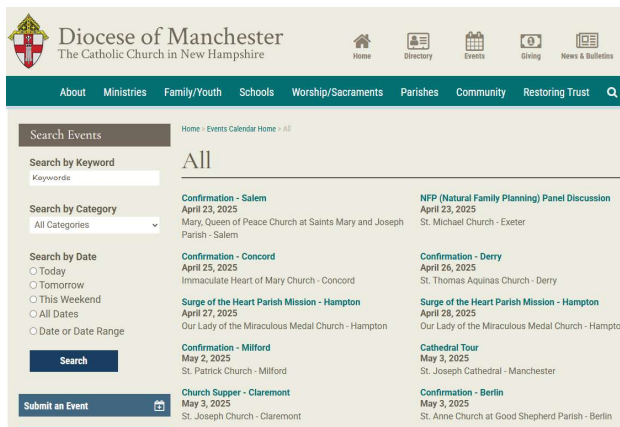 Diocese of Manchester
The Catholic Church in New Hampshire
Home
Directory
Events
Giving
News & Bulletins
About
Ministries
Family/Youth
Schools
Worship/Sacraments
Parishes
Community
Restoring Trust
Search Events
Search by Keyword
Keywords
Search by Category
All Categories
Search by Date
Today
Tomorrow
This Weekend
All Dates
Date or Date Range
Search
Submit an Event
Home > Events Calendar Home > All
All
Confirmation - Salem
April 23, 2025
Mary, Queen of Peace Church at Saints Mary and Joseph
Parish - Salem
NFP (Natural Family Planning) Panel Discussion
April 23, 2025
St. Michael Church - Exeter
Confirmation - Concord
April 25, 2025
Immaculate Heart of Mary Church - Concord
Confirmation - Derry
April 26, 2025
St. Thomas Aquinas Church - Derry
Surge of the Heart Parish Mission - Hampton
April 27, 2025
Our Lady of the Miraculous Medal Church - Hampton
Surge of the Heart Parish Mission - Hampton
April 28, 2025
Our Lady of the Miraculous Medal Church - Hampto
Confirmation - Milford
May 2, 2025
St. Patrick Church - Milford
Cathedral Tour
May 3, 2025
St. Joseph Cathedral - Manchester
Church Supper - Claremont
May 3, 2025
St. Joseph Church - Claremont
Confirmation - Berlin
May 3, 2025
St. Anne Church at Good Shepherd Parish - Berlin